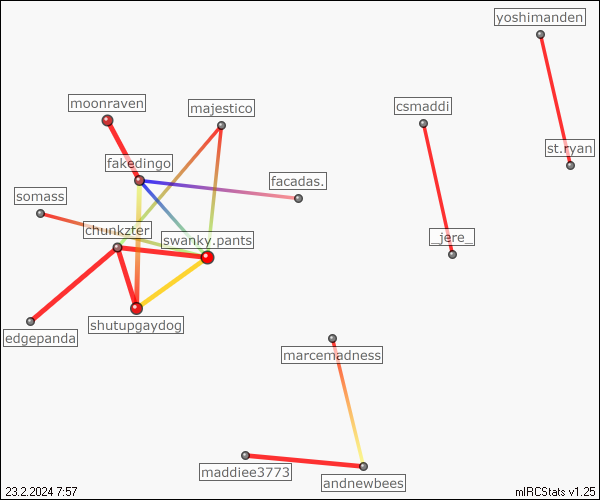 yoshimanden
moonraven
majestico
csmaddi
st.ryan
fakedingo
facadas.
somass
chunkzter
swanky.pants
_jere_
shutupgaydog
edgepanda
marcemadness
maddiee3773
andnewbees
23.2.2024 7:57
mIRCStats v1.25